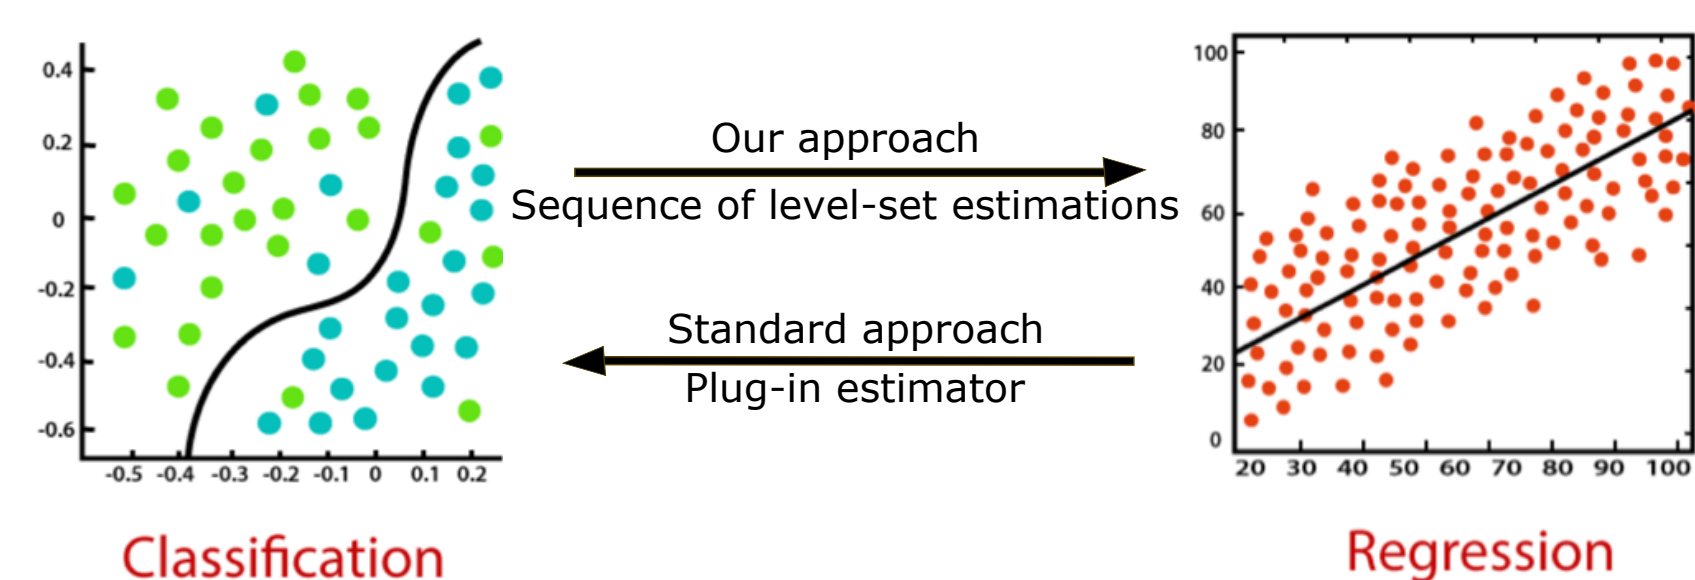 0.4
0.2
0
-0.2
-0.4
-0.6
-0.5 -0.4 -0.3 -0.2 -0.1 0 0.1 0.2
Classification
Our approach
Sequence of level-set estimations
Standard approach
Plug-in estimator
100
80
60
40
20
0
20 30 40 50 60 70 80 90 100
Regression